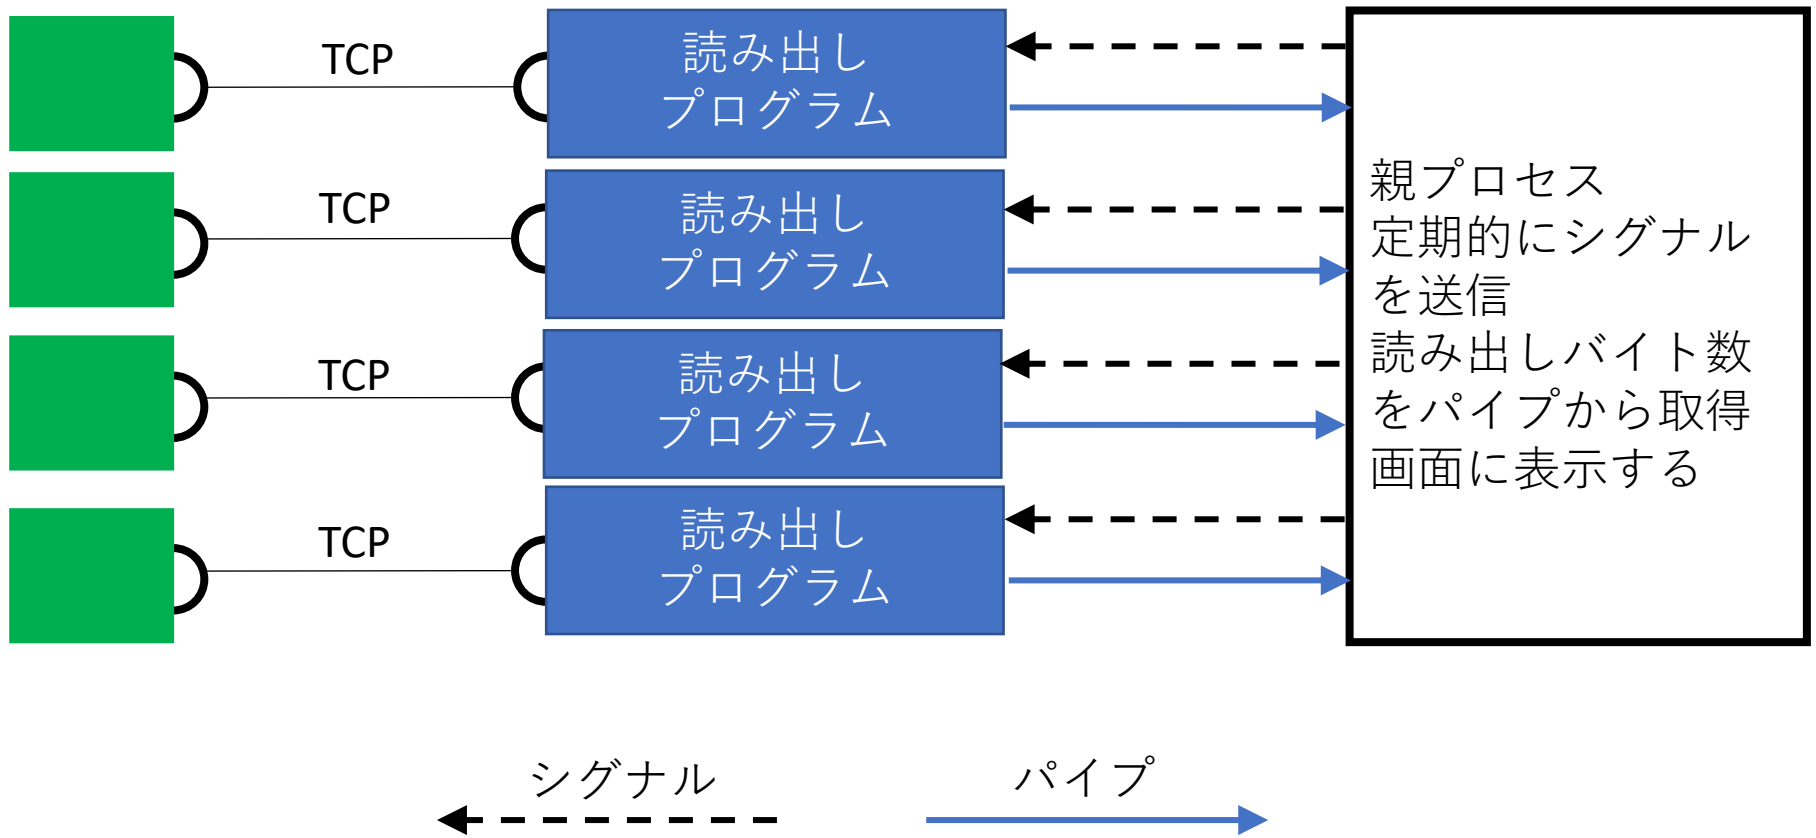 TCP
読み出し
プログラム
TCP
読み出し
プログラム
TCP
読み出し
プログラム
TCP
読み出し
プログラム
親プロセス
定期的にシグナル
を送信
読み出しバイト数
をパイプから取得
画面に表示する
シグナル
パイプ